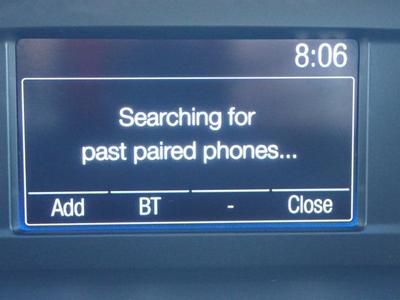 8:06
Searching for
past paired phones...
Add BT - Close